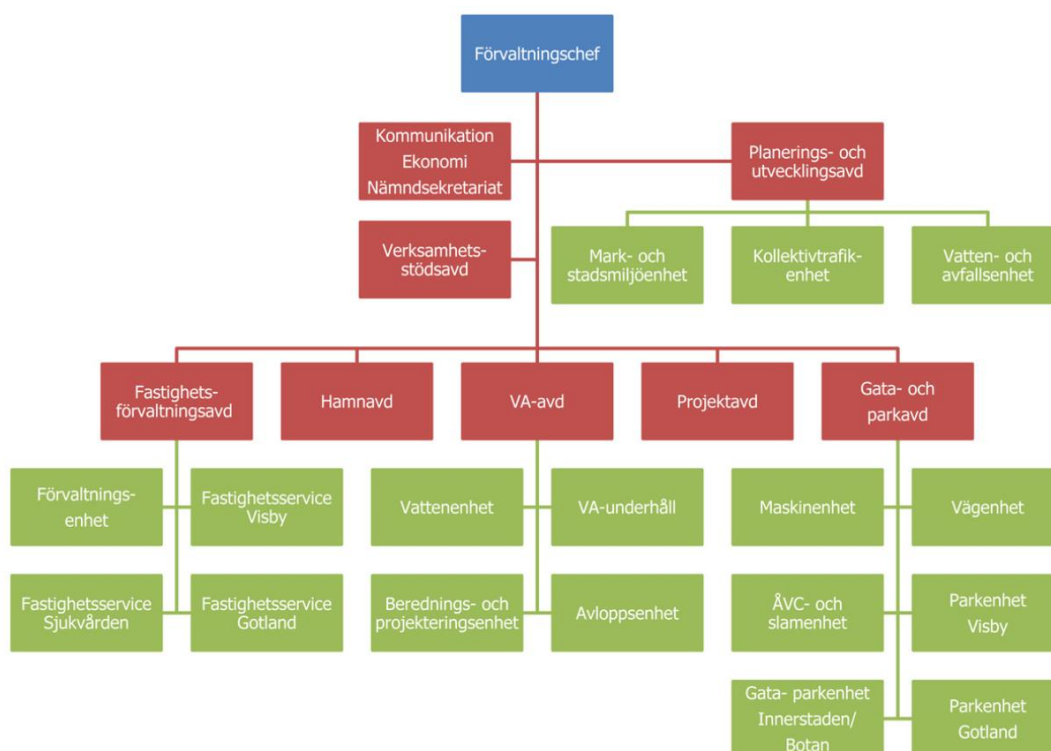 Förvaltningschef
Kommunikation
Ekonomi
Nämndsekretariat
Planerings- och
utvecklingsavd
Verksamhets-
stödsavd
Mark- och
stadsmiljöenhet
Kollektivtrafik-
enhet
Vatten- och
avfallsenhet
Fastighets-
förvaltningsavd
Hamnavd
VA-avd
Projektavd
Gata- och
parkavd
Förvaltnings-
enhet
Fastighetsservice
Visby
Vattenenhet
VA-underhåll
Maskinenhet
Vägenhet
Fastighetsservice
Sjukvården
Fastighetsservice
Gotland
Berednings- och
projekteringsenhet
Avloppsenhet
ÅVC- och
slamenhet
Parkenhet
Visby
Gata- parkenhet
Innerstaden/
Botan
Parkenhet
Gotland